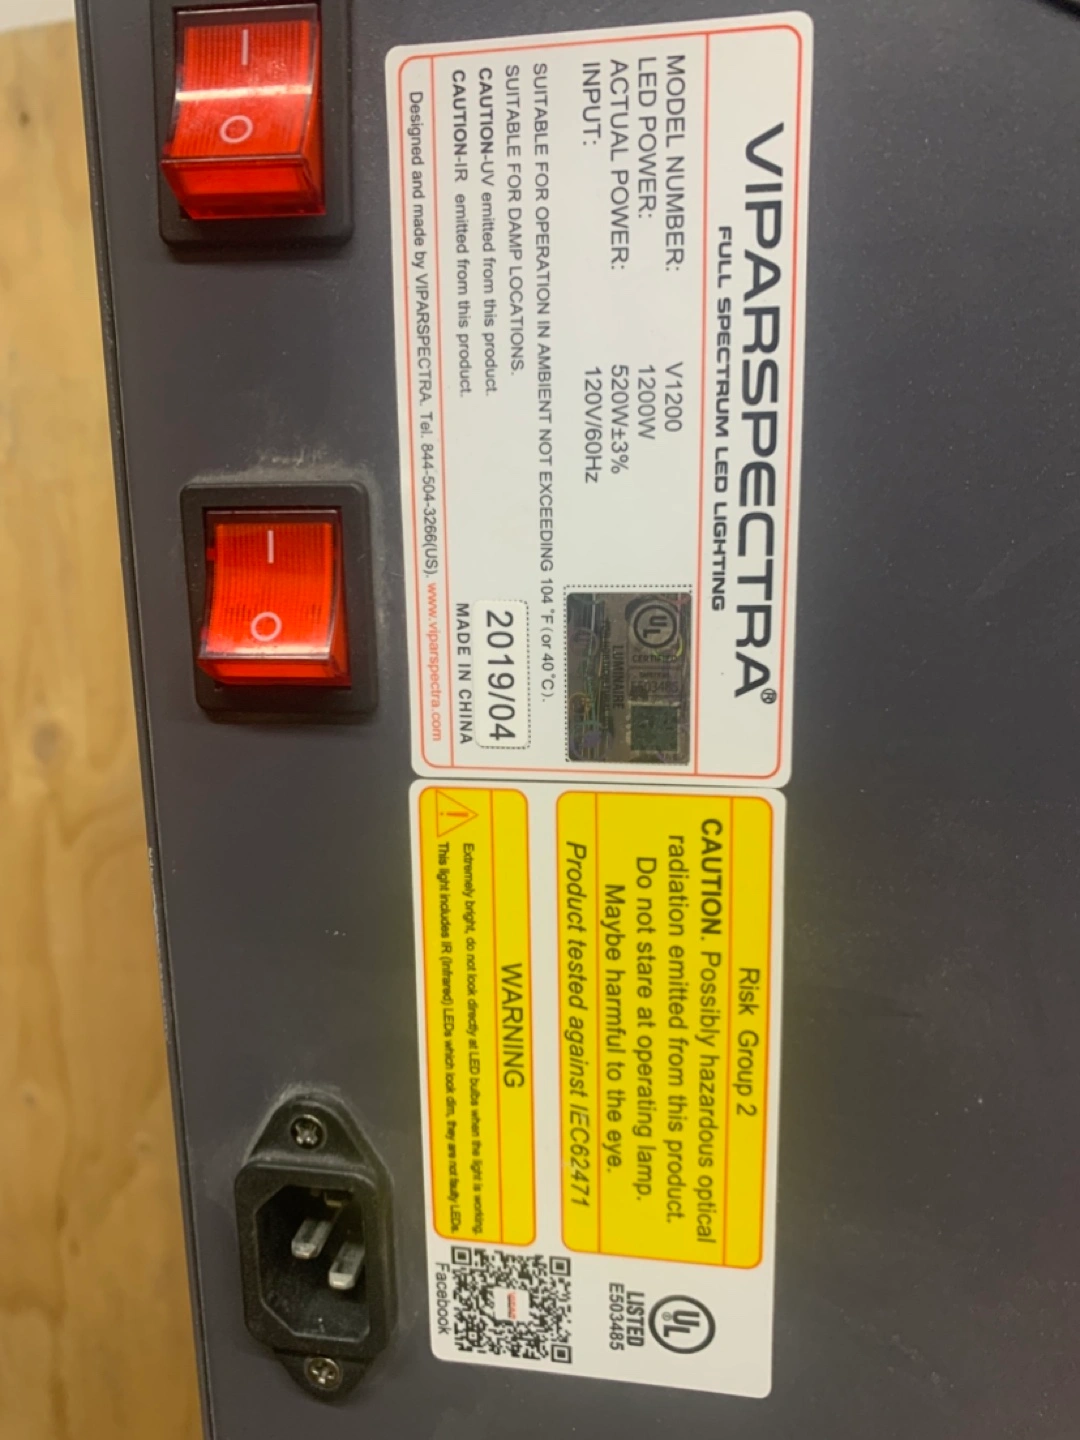 VIPARSPECTRA®
FULL SPECTRUM LED LIGHTING
MODEL NUMBER: V1200
LED POWER: 1200W
ACTUAL POWER: 520W±3%
INPUT: 120V/60Hz
UL
CERTIFIED
LUMINAIRE
E503485
SUITABLE FOR OPERATION IN AMBIENT NOT EXCEEDING 104 °F (or 40°C).
SUITABLE FOR DAMP LOCATIONS.
CAUTION-UV emitted from this product.
CAUTION-IR emitted from this product.
2019/04
MADE IN CHINA
Designed and made by VIPARSPECTRA. Tel. 844-504-3266(US). www.viparspectra.com
Risk Group 2
CAUTION. Possibly hazardous optical
radiation emitted from this product.
Do not stare at operating lamp.
Maybe harmful to the eye.
Product tested against IEC62471
UL
LISTED
E503485
WARNING
Extremely bright, do not look directly at LED bulbs when the light is working.
This light includes IR (Infrared) LEDs which look dim, they are not faulty LEDs.
Facebook